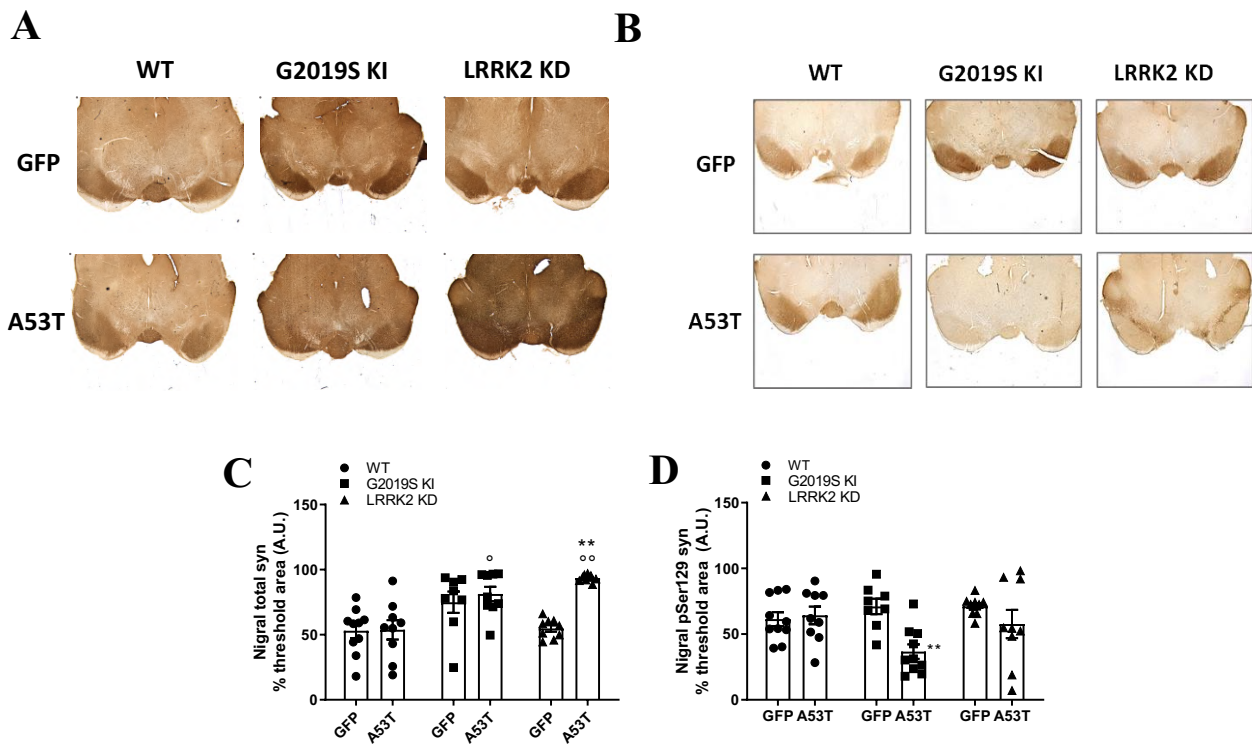 A
WT
G2019S KI
LRRK2 KD
GFP
A53T
B
WT
G2019S KI
LRRK2 KD
GFP
A53T
C
WT
G2019S KI
LRRK2 KD
Nigral total syn
% threshold area (A.U.)
150
100
50
0
°
**
°°
GFP
A53T
GFP
A53T
GFP
A53T
D
WT
G2019S KI
LRRK2 KD
Nigral pSer129 syn
% threshold area (A.U.)
150
100
50
0
**
GFP A53T
GFP A53T
GFP A53T